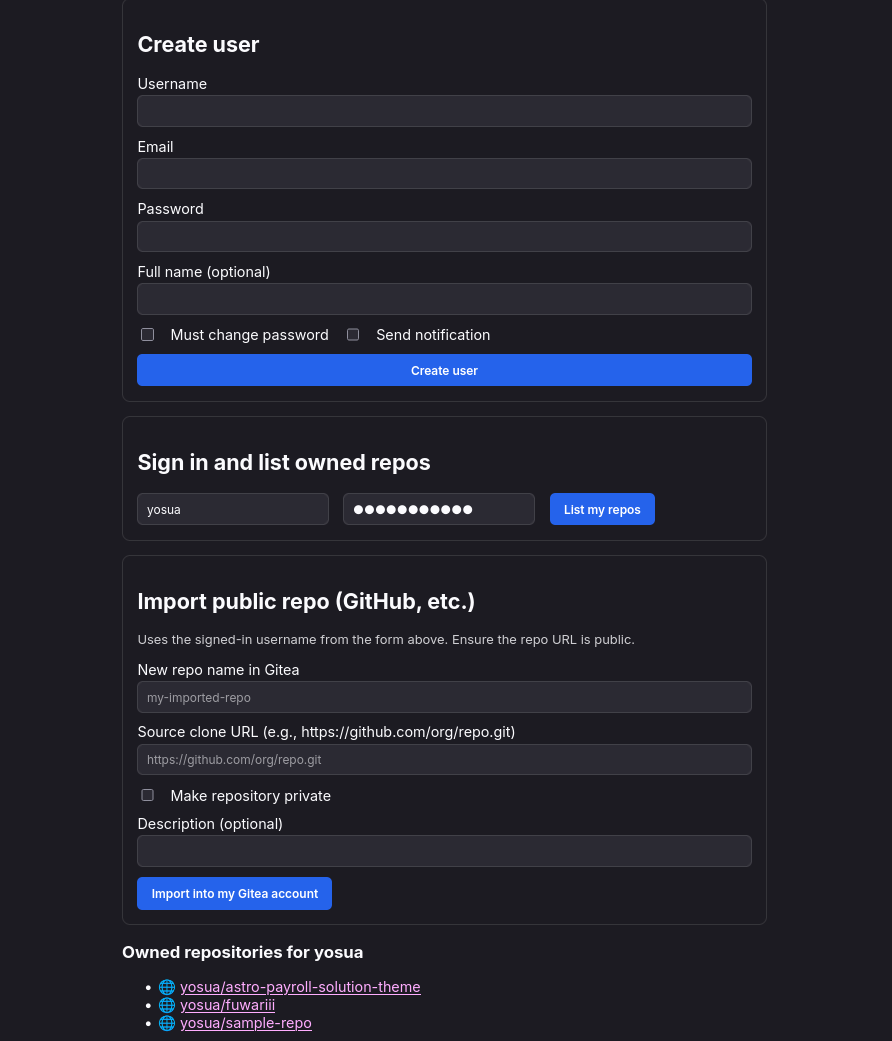 Create user
Username
Email
Password
Full name (optional)
Must change password Send notification
Create user
Sign in and list owned repos
yosua ●●●●●●●●●●● List my repos
Import public repo (GitHub, etc.)
Uses the signed-in username from the form above. Ensure the repo URL is public.
New repo name in Gitea
my-imported-repo
Source clone URL (e.g., https://github.com/org/repo.git)
https://github.com/org/repo.git
Make repository private
Description (optional)
Import into my Gitea account
Owned repositories for yosua
• 🌐 yosua/astro-payroll-solution-theme
• 🌐 yosua/fuwariii
• 🌐 yosua/sample-repo